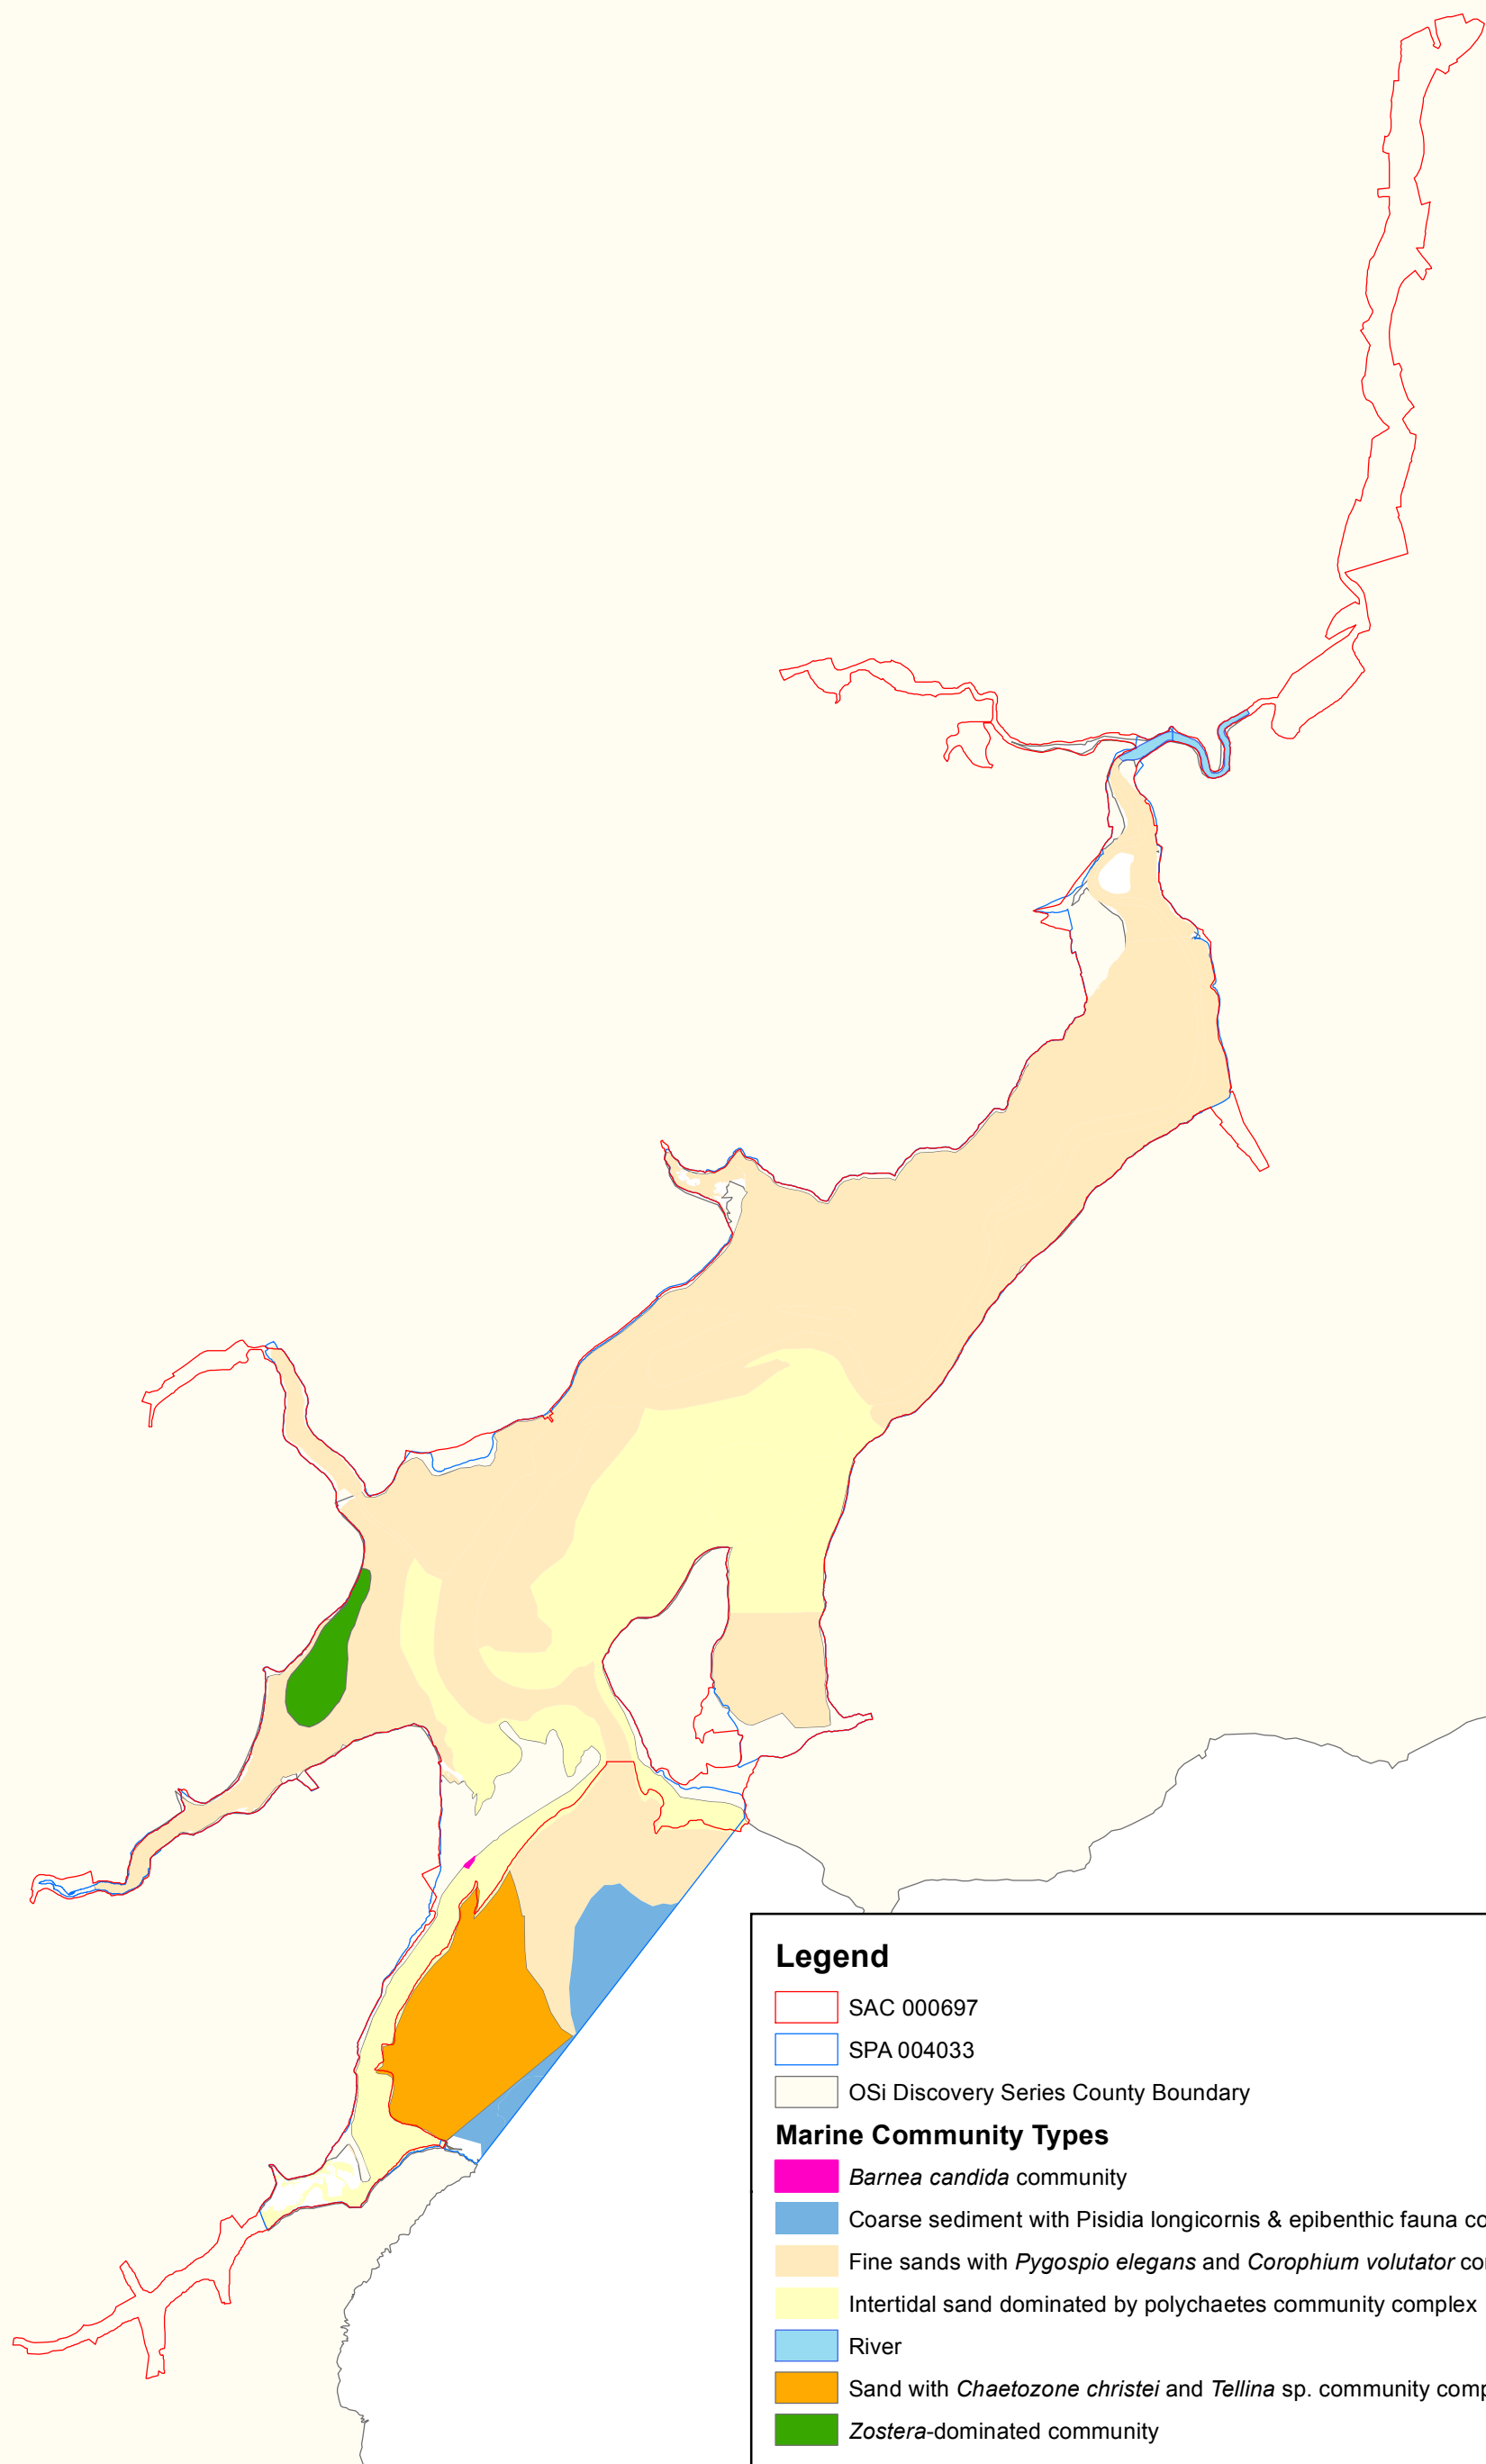 Legend
SAC 000697
SPA 004033
OSi Discovery Series County Boundary
Marine Community Types
Barnea candida community
Coarse sediment with Pisidia longicornis & epibenthic fauna co
Fine sands with Pygospio elegans and Corophium volutator co
Intertidal sand dominated by polychaetes community complex
River
Sand with Chaetozone christei and Tellina sp. community comp
Zostera-dominated community